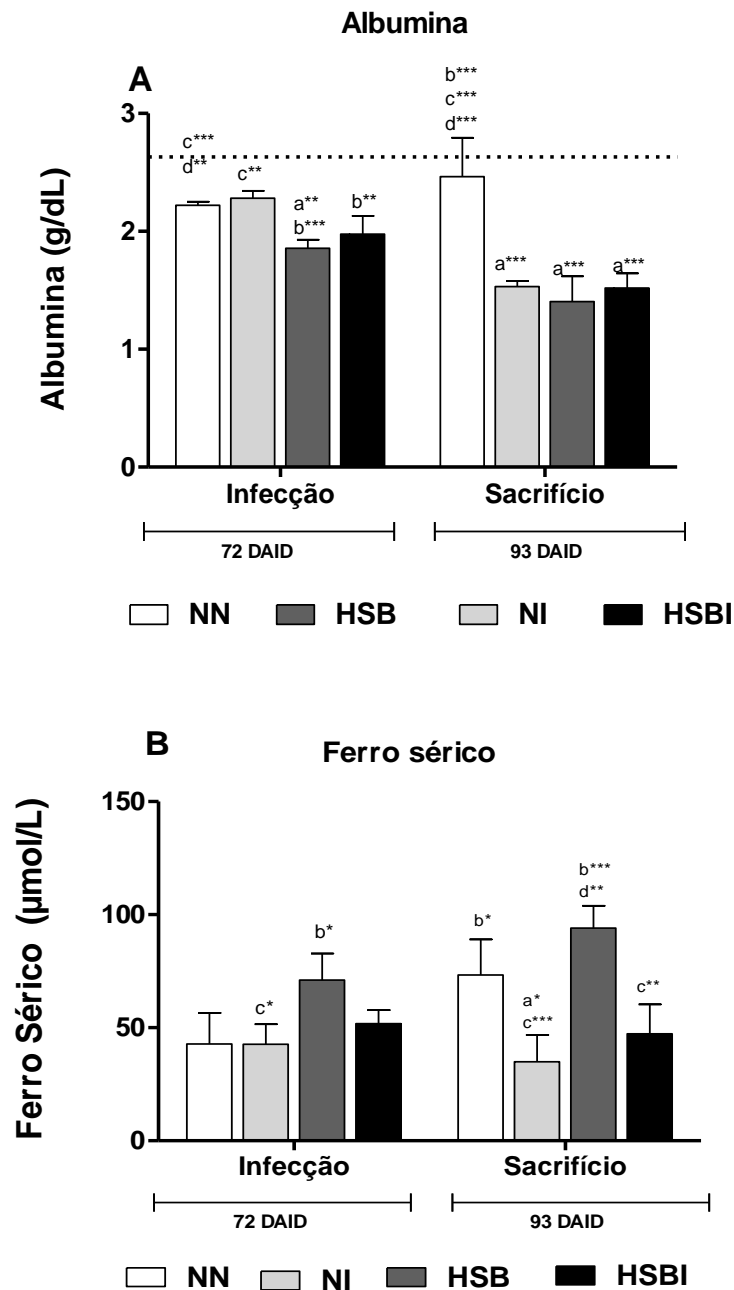 Albumina
A
b***
c***
d***
c***
d**
c**
a**
b***
b**
a***
a***
a***
3
2
1
0
Albumina (g/dL)
Infecção
Sacrifício
72 DAID
93 DAID
NN
HSB
NI
HSBI
B
Ferro sérico
150
100
50
0
Ferro Sérico (µmol/L)
c*
b*
b*
a*
c***
b***
d**
c**
Infecção
Sacrifício
72 DAID
93 DAID
NN
NI
HSB
HSBI